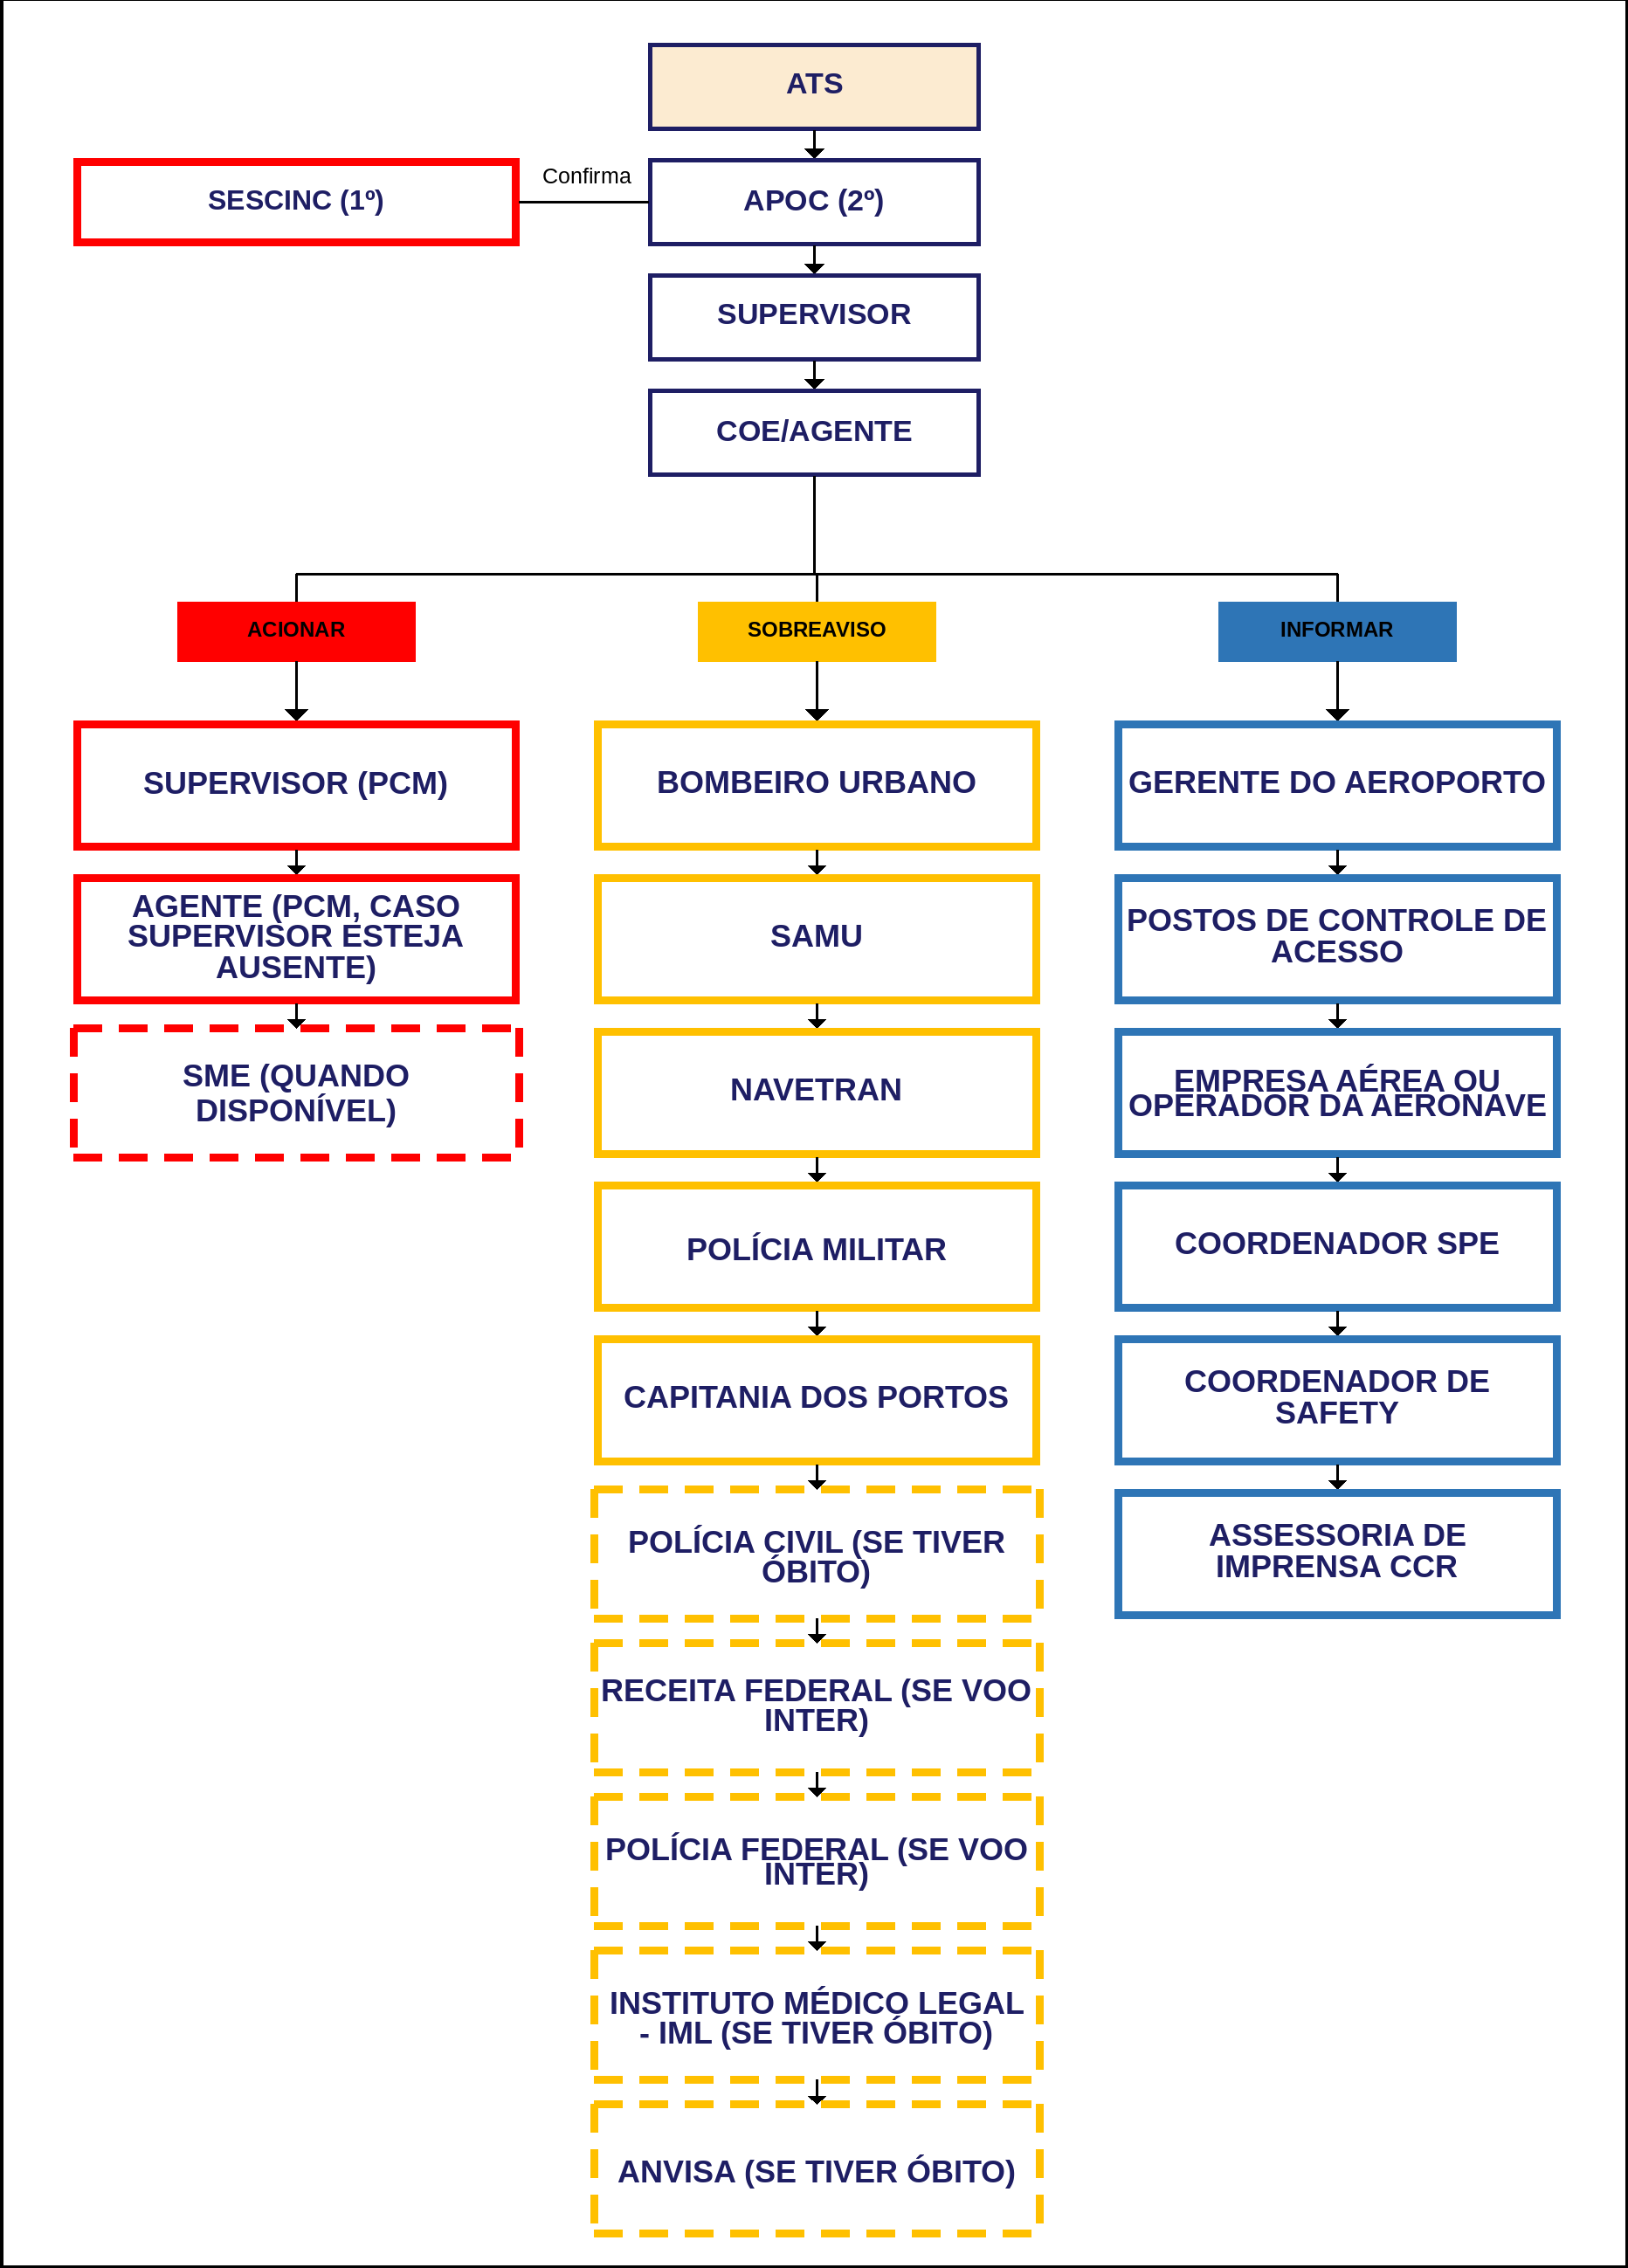 ATS
SESCINC (1º)
Confirma
APOC (2º)
SUPERVISOR
COE/AGENTE
ACIONAR
SOBREAVISO
INFORMAR
SUPERVISOR (PCM)
AGENTE (PCM, CASO
SUPERVISOR ESTEJA
AUSENTE)
SME (QUANDO
DISPONÍVEL)
BOMBEIRO URBANO
SAMU
NAVETRAN
POLÍCIA MILITAR
CAPITANIA DOS PORTOS
POLÍCIA CIVIL (SE TIVER
ÓBITO)
RECEITA FEDERAL (SE VOO
INTER)
POLÍCIA FEDERAL (SE VOO
INTER)
INSTITUTO MÉDICO LEGAL
- IML (SE TIVER ÓBITO)
ANVISA (SE TIVER ÓBITO)
GERENTE DO AEROPORTO
POSTOS DE CONTROLE DE
ACESSO
EMPRESA AÉREA OU
OPERADOR DA AERONAVE
COORDENADOR SPE
COORDENADOR DE
SAFETY
ASSESSORIA DE
IMPRENSA CCR